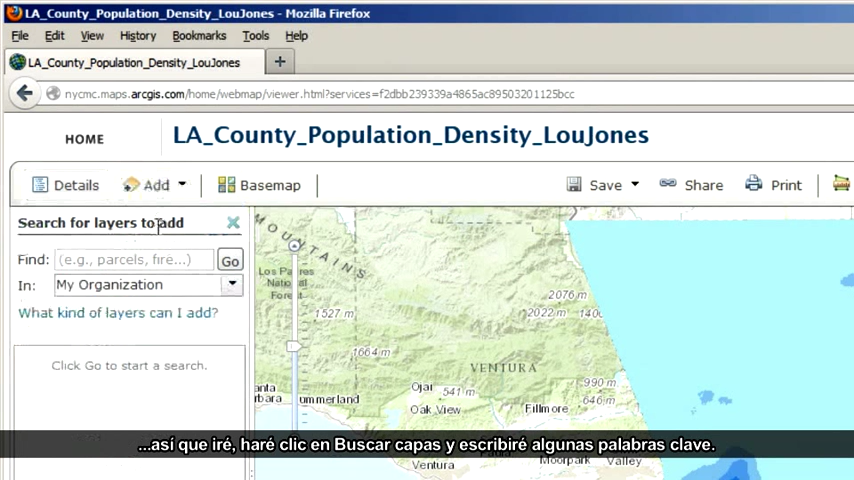 LA_County_Population_Density_LouJones - Mozilla Firefox
File Edit View History Bookmarks Tools Help
LA_County_Population_Density_LouJones
nycmc.maps.arcgis.com/home/webmap/viewer.html?services=f2dbb239339a4865ac89503201125bcc
HOME LA_County_Population_Density_LouJones
Details Add Basemap Save Share Print
Search for layers to add
Find: (e.g., parcels, fire...) Go
In: My Organization
What kind of layers can I add?
Click Go to start a search.
MOUNTAINS
Los Padres
National
Forest
2076 m
1527 m
2022 m
1400
1664 m
VENTURA
990 m
Ojai
541 m
ummerland
Oak View
Fillmore
...así que iré, haré clic en Buscar capas y escribiré algunas palabras clave.
Ventura
Moorpark
Valley